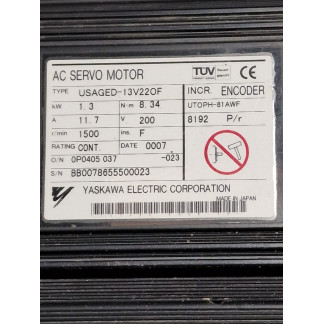 AC SERVO MOTOR
TÜV
CE
TYPE USAGED-13V22OF
INCR. ENCODER
kW 1.3 N·m 8.34
UTOPH-81AWF
A 11.7 V 200
8192 P/r
r/min 1500 ins. F
RATING CONT. DATE 0007
O/N 0P0405 037 -023
S/N BB0078655500023
YASKAWA ELECTRIC CORPORATION
MADE IN JAPAN